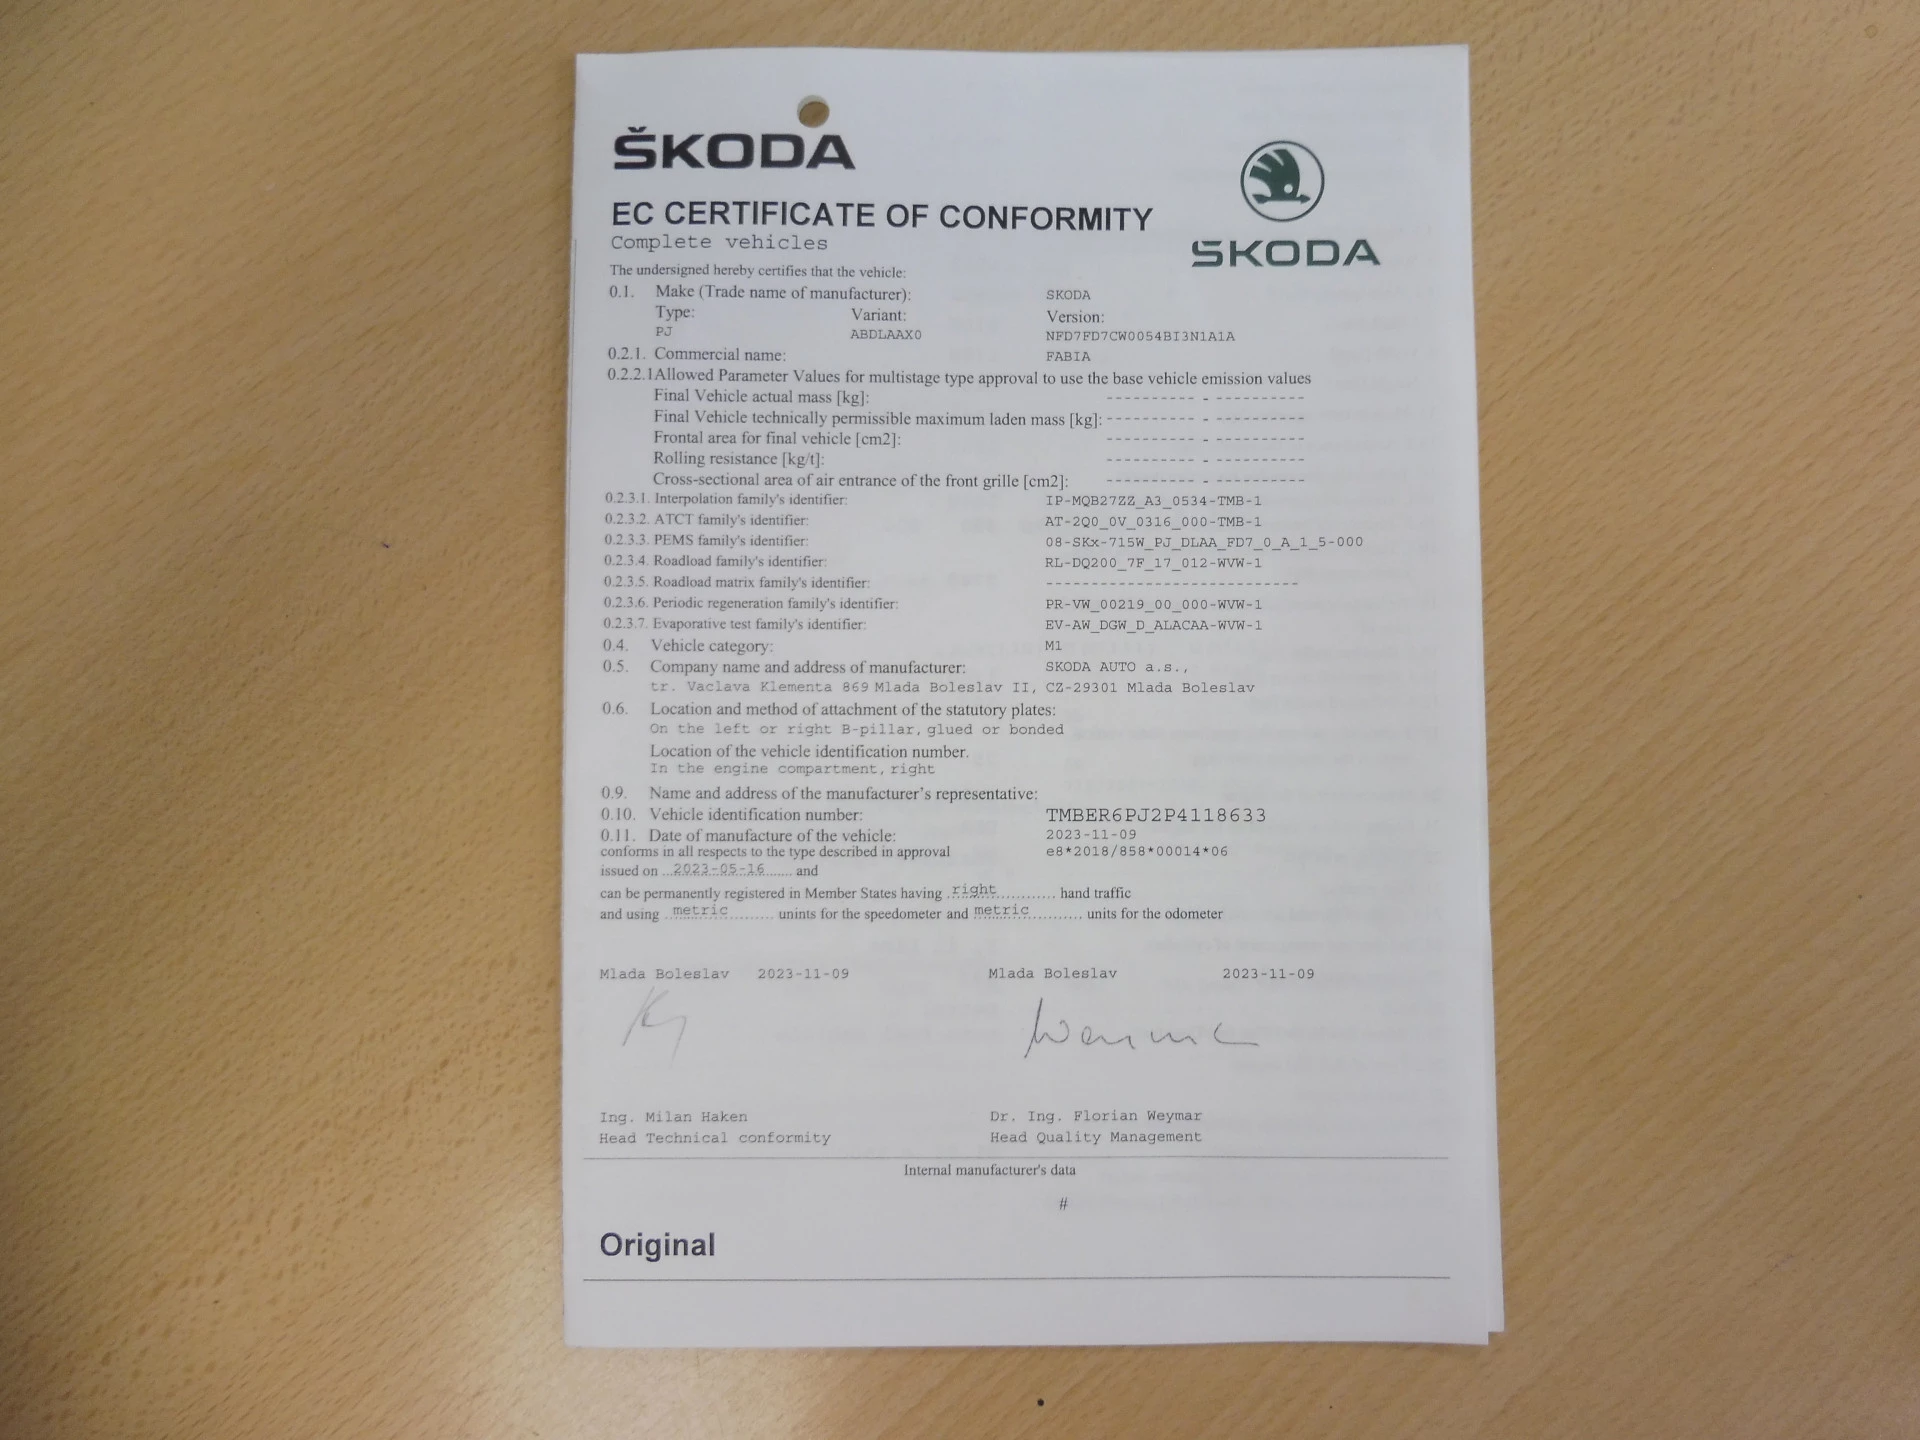 ŠKODA
EC CERTIFICATE OF CONFORMITY
Complete vehicles
SKODA
The undersigned hereby certifies that the vehicle:
0.1. Make (Trade name of manufacturer): SKODA
Type: Variant: Version:
PJ ABDLAAX0 NFD7FD7CW0054BI3N1A1A
0.2.1. Commercial name: FABIA
0.2.2.1Allowed Parameter Values for multistage type approval to use the base vehicle emission values
Final Vehicle actual mass [kg]: ---------- - ----------
Final Vehicle technically permissible maximum laden mass [kg]: ---------- - ----------
Frontal area for final vehicle [cm2]: ---------- - ----------
Rolling resistance [kg/t]: ---------- - ----------
Cross-sectional area of air entrance of the front grille [cm2]: ---------- - ----------
0.2.3.1. Interpolation family's identifier: IP-MQB27ZZ_A3_0534-TMB-1
0.2.3.2. ATCT family's identifier: AT-2Q0_0V_0316_000-TMB-1
0.2.3.3. PEMS family's identifier: 08-SKx-715W_PJ_DLAA_FD7_0_A_1_5-000
0.2.3.4. Roadload family's identifier: RL-DQ200_7F_17_012-WVW-1
0.2.3.5. Roadload matrix family's identifier: ----------------------------
0.2.3.6. Periodic regeneration family's identifier: PR-VW_00219_00_000-WVW-1
0.2.3.7. Evaporative test family's identifier: EV-AW_DGW_D_ALACAA-WVW-1
0.4. Vehicle category: M1
0.5. Company name and address of manufacturer: SKODA AUTO a.s.,
tr. Vaclava Klementa 869 Mlada Boleslav II, CZ-29301 Mlada Boleslav
0.6. Location and method of attachment of the statutory plates:
On the left or right B-pillar, glued or bonded
Location of the vehicle identification number.
In the engine compartment, right
0.9. Name and address of the manufacturer's representative:
0.10. Vehicle identification number: TMBER6PJ2P4118633
0.11. Date of manufacture of the vehicle: 2023-11-09
conforms in all respects to the type described in approval e8*2018/858*00014*06
issued on ...2023-05-16....... and
can be permanently registered in Member States having ..right............. hand traffic
and using ..metric........... unints for the speedometer and metric............ units for the odometer
Mlada Boleslav 2023-11-09 Mlada Boleslav 2023-11-09
Ing. Milan Haken Dr. Ing. Florian Weymar
Head Technical conformity Head Quality Management
Internal manufacturer's data
#
Original